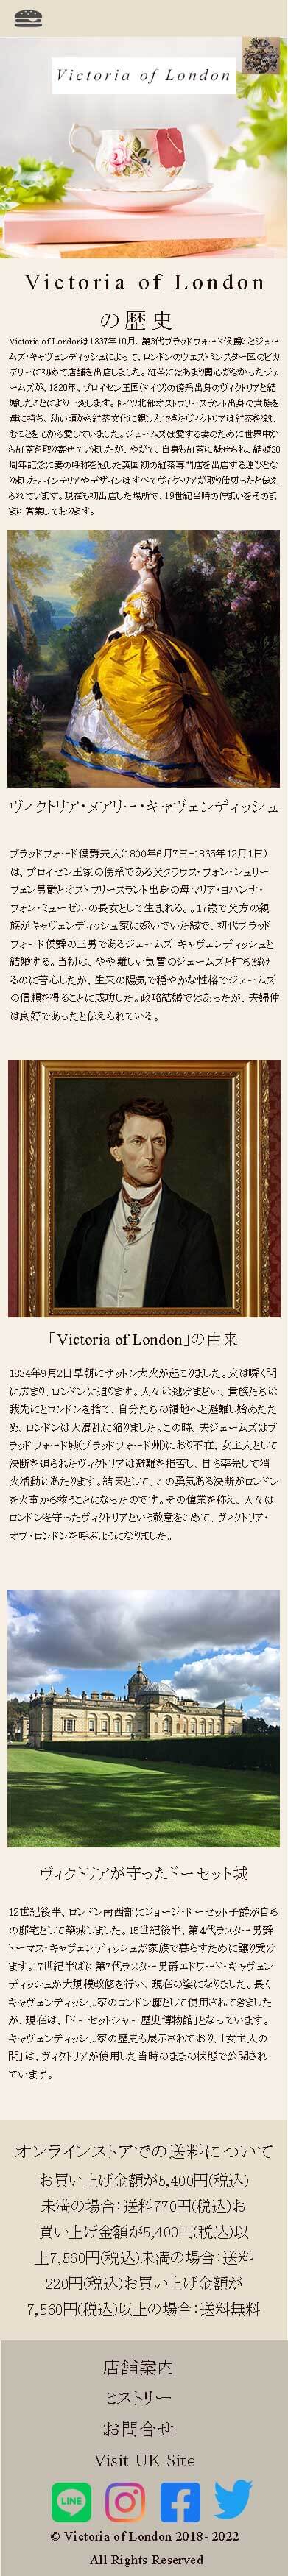 Victoria of London
Victoria of London
の歴史
Victoria of Londonは1837年10月、第3代ブラッドフォード侯爵ことジェー
ムズ・キャヴェンディッシュによって、ロンドンのウェストミンスター区のピカ
デリーに初めて店舗を出店しました。紅茶にはあまり関心がなかったジェ
ームズが、1820年、プロイセン王国(ドイツ)の傍系出身のヴィクトリアと結
婚したことにより一変します。ドイツ北部オストフリースラント出身の貴族を
母に持ち、幼い頃から紅茶文化に親しんできたヴィクトリアは紅茶を楽し
むことを心から愛していました。ジェームズは愛する妻のために世界中か
ら紅茶を取り寄せていましたが、やがて、自身も紅茶に魅せられ、結婚20
周年記念に妻の呼称を冠した英国初の紅茶専門店を出店する運びとな
りました。インテリアやデザインはすべてヴィクトリアが取り仕切ったと伝え
られています。現在も初出店した場所で、19世紀当時の佇まいをそのま
まに営業しております。
ヴィクトリア・メアリー・キャヴェンディッシュ
ブラッドフォード侯爵夫人(1800年6月7日-1865年12月1日)
は、プロイセン王家の傍系である父クラウス・フォン・シュリー
フェン男爵とオストフリースラント出身の母マリア・ヨハンナ・
フォン・ミューゼルの長女として生まれる。。17歳で父方の親
族がキャヴェンディッシュ家に嫁いでいた縁で、初代ブラッド
フォード侯爵の三男であるジェームズ・キャヴェンディッシュと
結婚する。当初は、やや難しい気質のジェームズと打ち解け
るのに苦心したが、生来の陽気で穏やかな性格でジェームズ
の信頼を得ることに成功した。政略結婚ではあったが、夫婦仲
は良好であったと伝えられている。
「Victoria of London」の由来
1834年9月2日早朝にサットン大火が起こりました。火は瞬く間
に広まり、ロンドンに迫ります。人々は逃げまどい、貴族たちは
我先にとロンドンを捨て、自分たちの領地へと避難し始めたた
め、ロンドンは大混乱に陥りました。この時、夫ジェームズはブ
ラッドフォード城(ブラッドフォード州)におり不在、女主人として
決断を迫られたヴィクトリアは避難を拒否し、自ら率先して消
火活動にあたります。結果として、この勇気ある決断がロンドン
を火事から救うことになったのです。その偉業を称え、人々は
ロンドンを守ったヴィクトリアという敬意をこめて、ヴィクトリア・
オブ・ロンドンを呼ぶようになりました。
ヴィクトリアが守ったドーセット城
12世紀後半、ロンドン南西部にジョージ・ドーセット子爵が自ら
の邸宅として築城しました。15世紀後半、第4代ラスター男爵
トーマス・キャヴェンディッシュが家族で暮らすために譲り受け
ます。17世紀半ばに第7代ラスター男爵エドワード・キャヴェン
ディッシュが大規模改修を行い、現在の姿になりました。長く
キャヴェンディッシュ家のロンドン邸として使用されてきました
が、現在は、「ドーセットシャー歴史博物館」となっています。
キャヴェンディッシュ家の歴史も展示されており、「女主人の
間」は、ヴィクトリアが使用した当時のままの状態で公開され
ています。
オンラインストアでの送料について
お買い上げ金額が5,400円(税込)
未満の場合：送料770円(税込)お
買い上げ金額が5,400円(税込)以
上7,560円(税込)未満の場合：送料
220円(税込)お買い上げ金額が
7,560円(税込)以上の場合：送料無料
店舗案内
ヒストリー
お問合せ
Visit UK Site
LINE
© Victoria of London 2018- 2022
All Rights Reserved